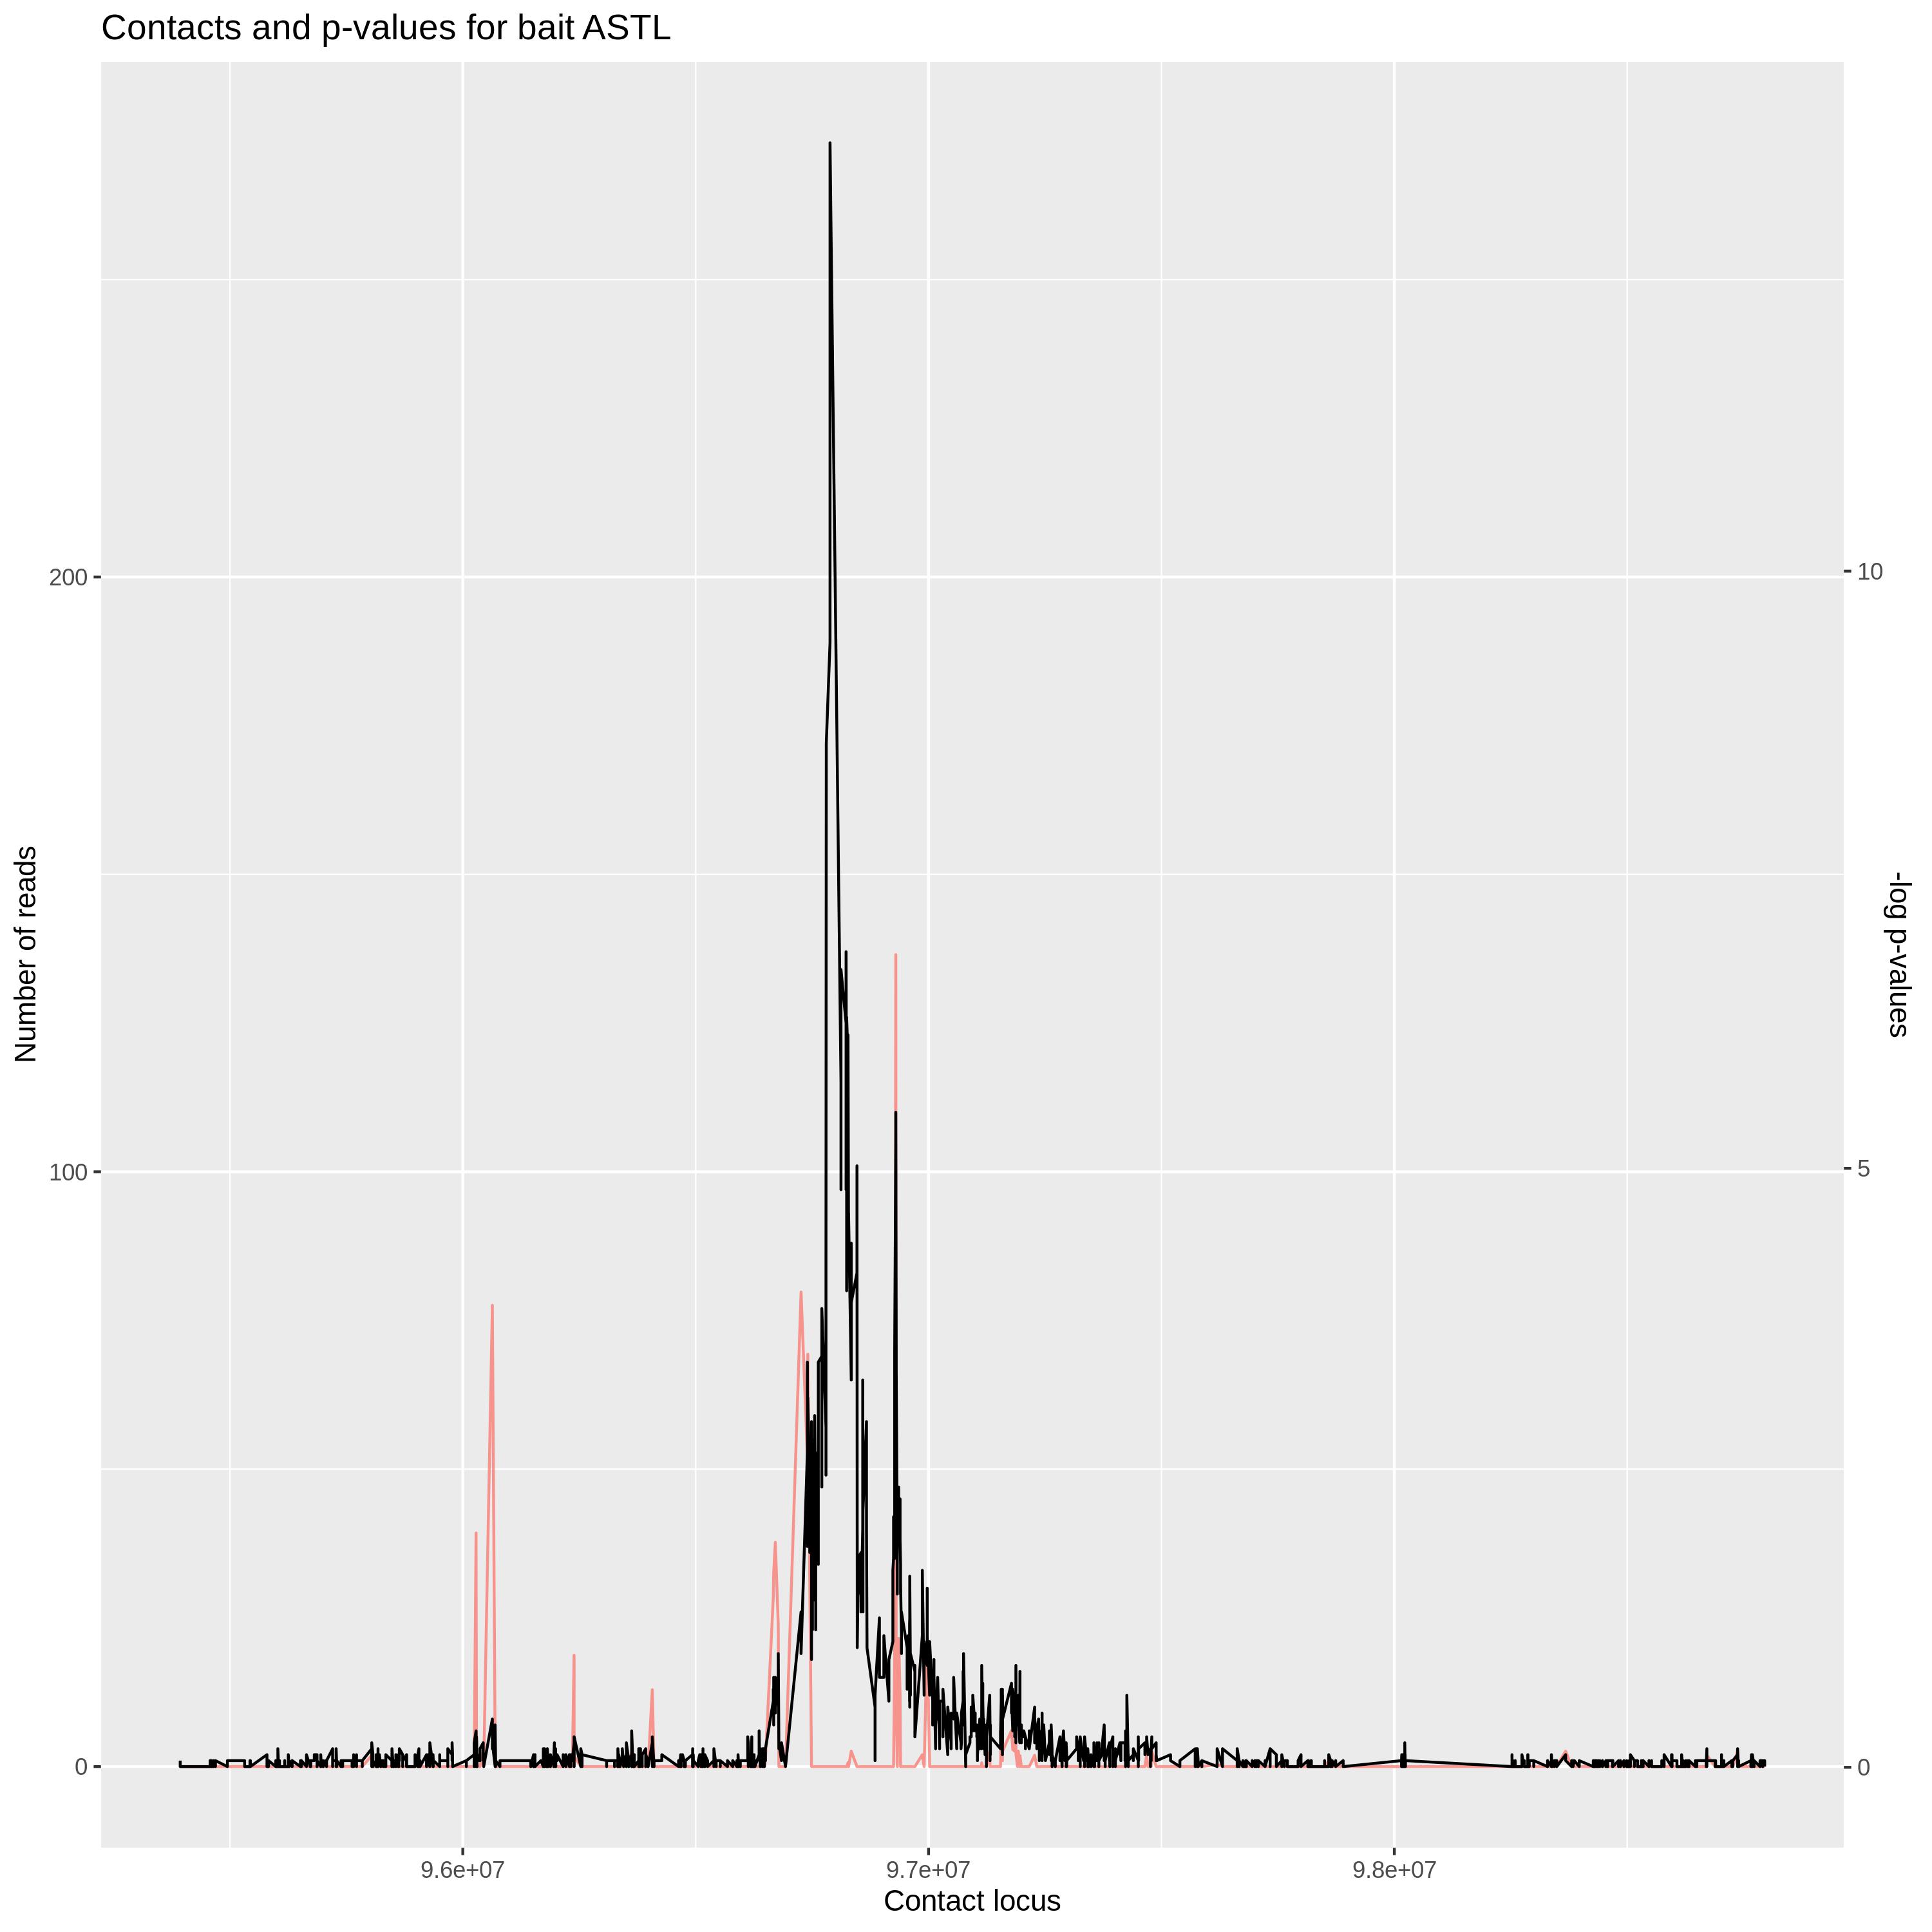 Contacts and p-values for bait ASTL
200
100
0
Number of reads
10
5
0
-log p-values
9.6e+07
9.7e+07
9.8e+07
Contact locus